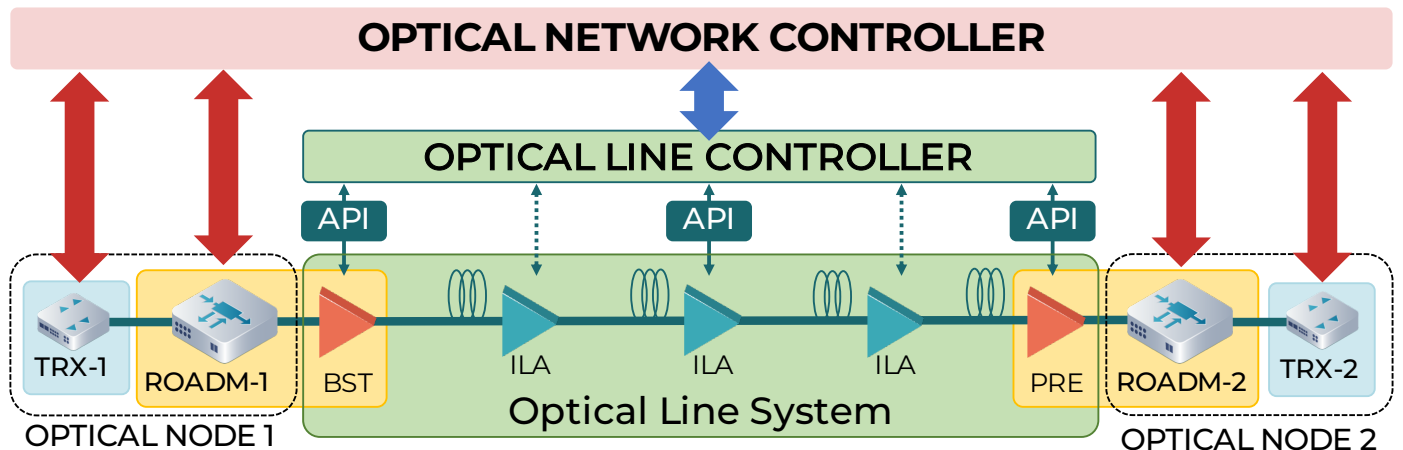 OPTICAL NETWORK CONTROLLER
OPTICAL LINE CONTROLLER
API
API
API
TRX-1
ROADM-1
BST
ILA
ILA
ILA
PRE
ROADM-2
TRX-2
Optical Line System
OPTICAL NODE 1
OPTICAL NODE 2